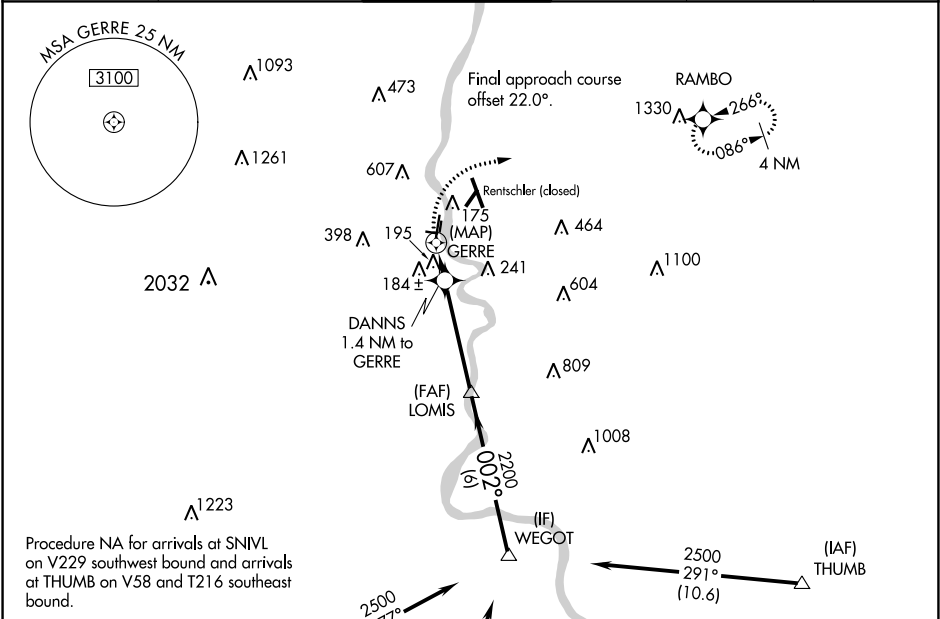 MSA GERRE 25 NM
3100
1093
473
Final approach course
offset 22.0°.
RAMBO
1330
266°
086°
4 NM
1261
607
Rentschler (closed)
175
(MAP)
GERRE
398
195
464
241
1100
2032
184 ±
604
DANNS
1.4 NM to
GERRE
809
(FAF)
LOMIS
1008
2200
002°
(6)
1223
(IF)
WEGOT
Procedure NA for arrivals at SNIVL
on V229 southwest bound and arrivals
at THUMB on V58 and T216 southeast
bound.
2500
291°
(10.6)
(IAF)
THUMB
2500